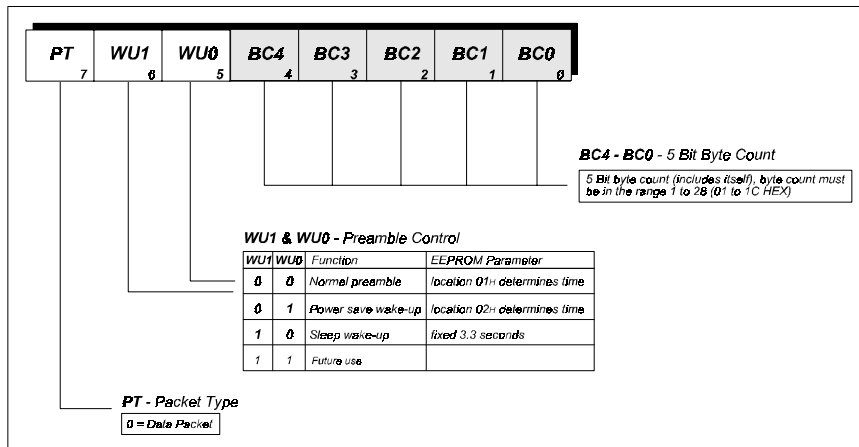 PT WU1 WU0 BC4 BC3 BC2 BC1 BC0
7 6 5 4 3 2 1 0
BC4 - BC0 - 5 Bit Byte Count
5 Bit byte count (includes itself), byte count must
be in the range 1 to 28 (01 to 1C HEX)
WU1 & WU0 - Preamble Control
WU1 WU0 Function EEPROM Parameter
0 0 Normal preamble location 01H determines time
0 1 Power save wake-up location 02H determines time
1 0 Sleep wake-up fixed 3.3 seconds
1 1 Future use
PT - Packet Type
0 = Data Packet